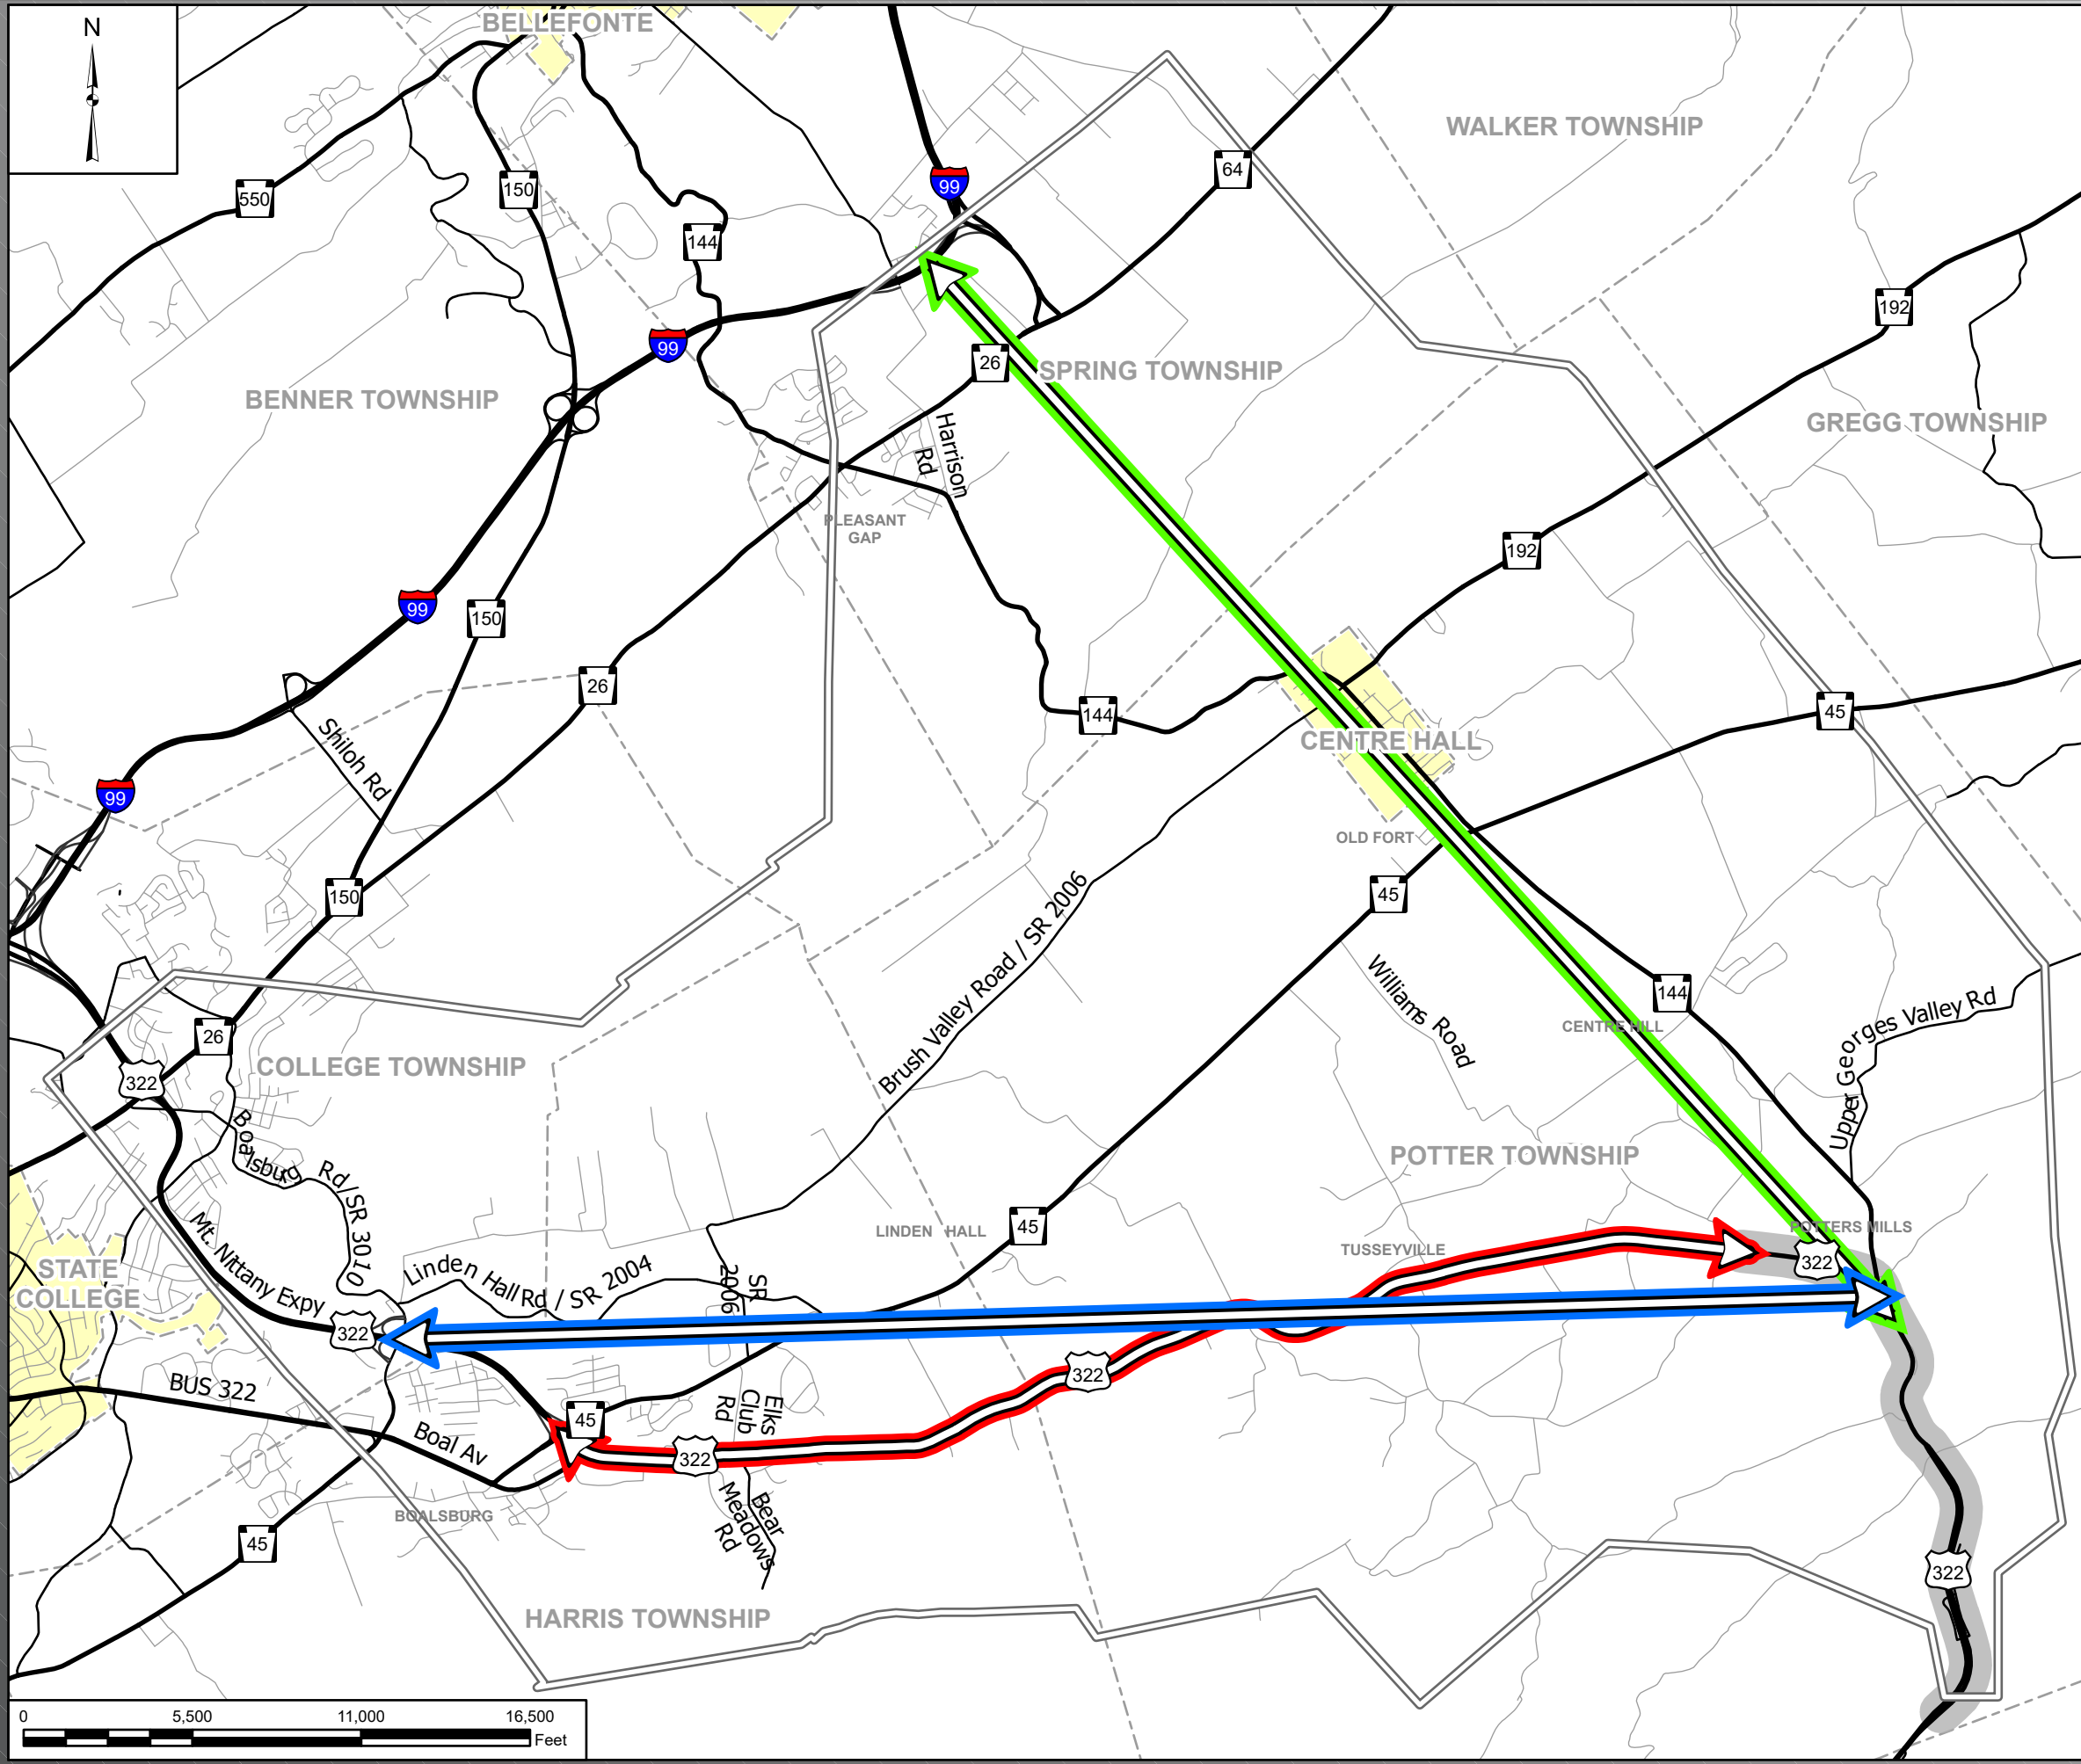 N
BELLEFONTE
WALKER TOWNSHIP
550
150
99
64
144
192
99
26
SPRING TOWNSHIP
BENNER TOWNSHIP
GREGG TOWNSHIP
Harrison
Rd
PLEASANT
GAP
192
99
150
26
144
45
Shiloh Rd
CENTRE HALL
99
OLD FORT
150
45
Brush Valley Road / SR 2006
Williams Road
144
CENTRE HILL
Upper Georges Valley Rd
26
COLLEGE TOWNSHIP
322
Boalsburg Rd/SR 3010
POTTER TOWNSHIP
Mt. Nittany Expy
45
LINDEN HALL
POTTERS MILLS
TUSSEYVILLE
322
STATE
COLLEGE
Linden Hall Rd / SR 2004
SR
2006
322
322
BUS 322
Boal Av
45
Elks
Club
Rd
322
BOALSBURG
Bear
Meadows
Rd
45
322
HARRIS TOWNSHIP
0 5,500 11,000 16,500
Feet